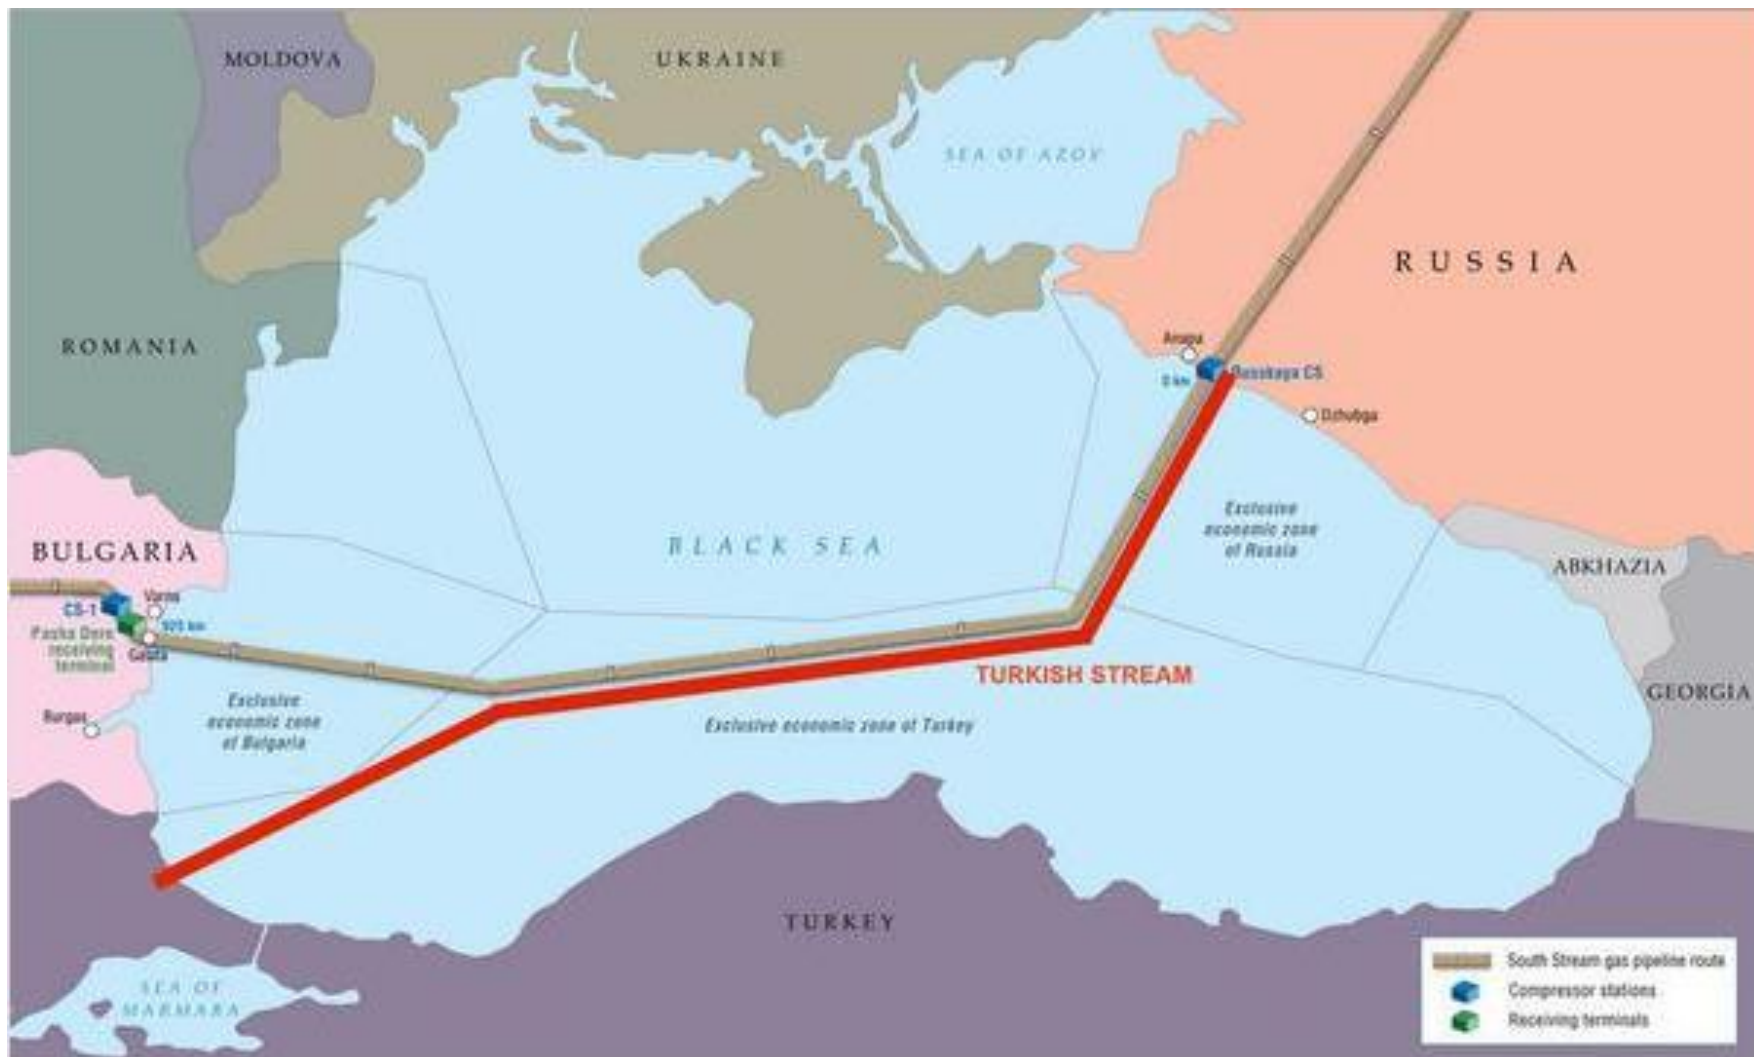 MOLDOVA
UKRAINE
SEA OF AZOV
RUSSIA
ROMANIA
Anapa
0 km
Russkaya CS
Dzhubga
Exclusive
economic zone
of Russia
BLACK SEA
BULGARIA
ABKHAZIA
CS-1
Varna
Pasha Dere
receiving
terminal
Galata
TURKISH STREAM
GEORGIA
Exclusive
economic zone
of Bulgaria
Burgas
Exclusive economic zone of Turkey
TURKEY
SEA OF
MARMARA
South Stream gas pipeline route
Compressor stations
Receiving terminals